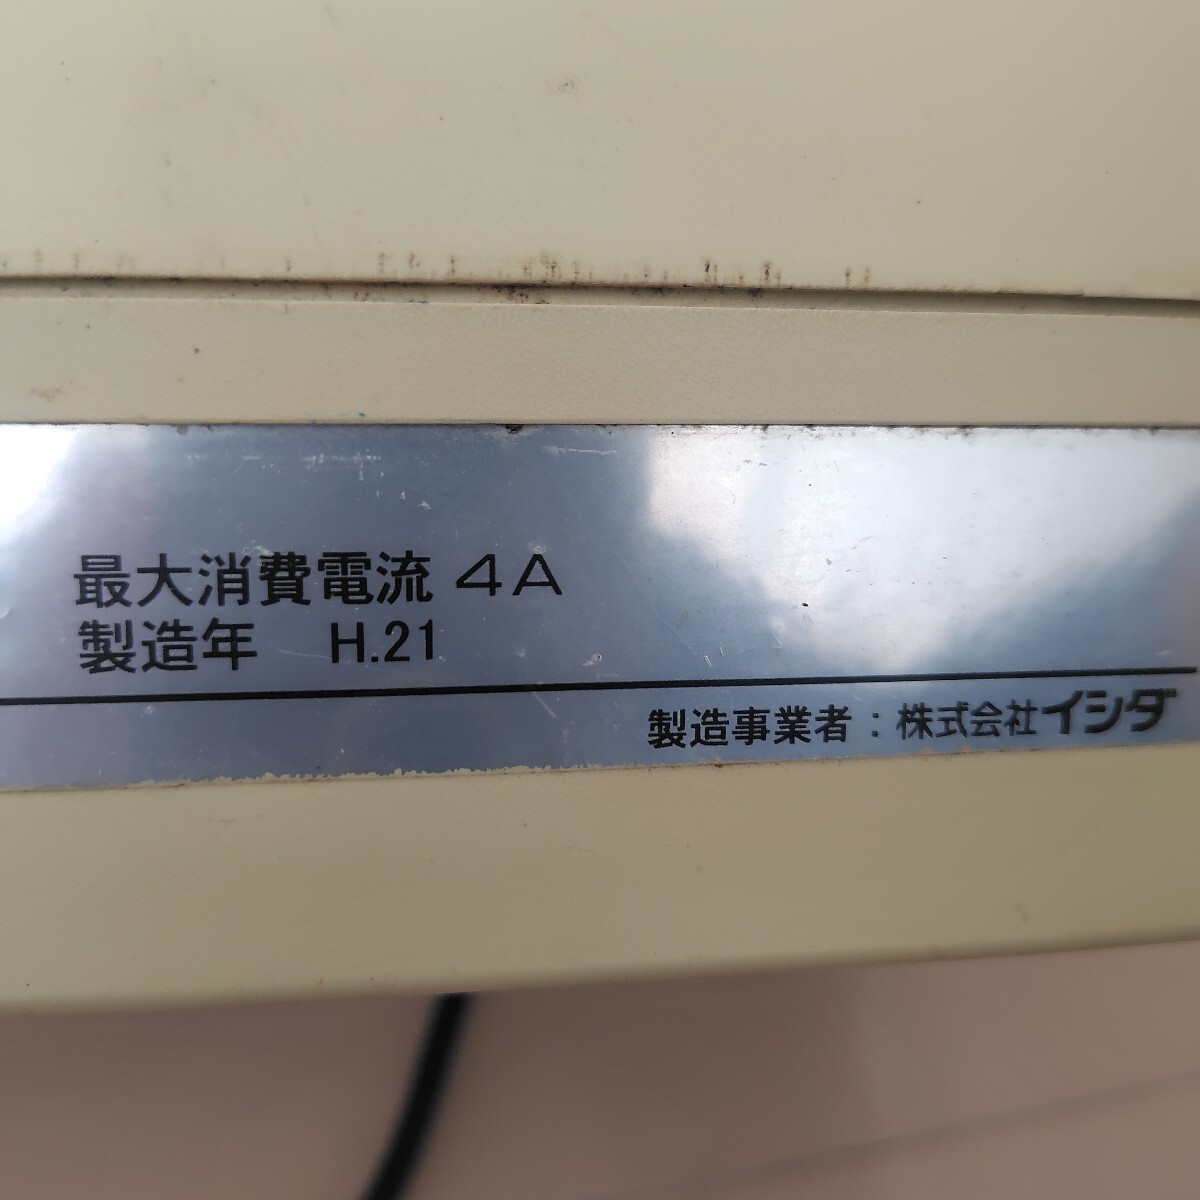 最大消費電流 4A
製造年 H.21
製造事業者：株式会社イシダ